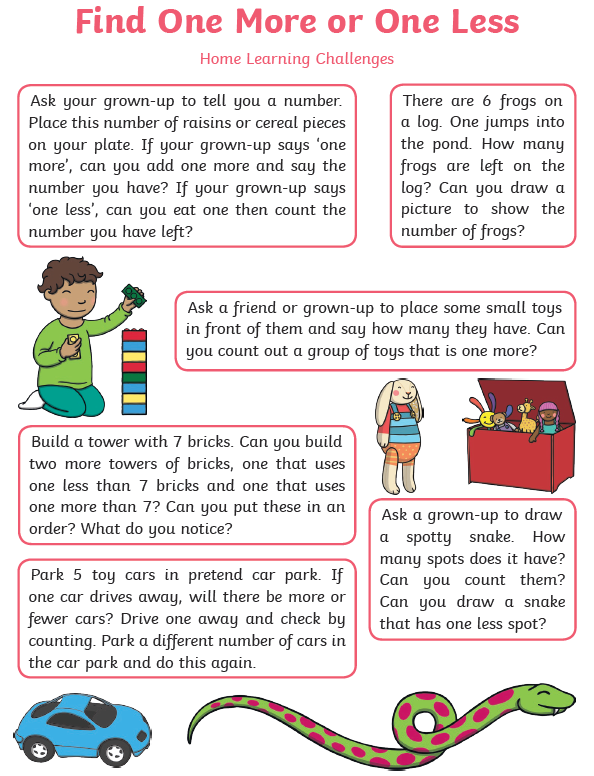 Find One More or One Less
Home Learning Challenges
Ask your grown-up to tell you a number.
Place this number of raisins or cereal pieces
on your plate. If your grown-up says ‘one
more’, can you add one more and say the
number you have? If your grown-up says
‘one less’, can you eat one then count the
number you have left?
There are 6 frogs on
a log. One jumps into
the pond. How many
frogs are left on the
log? Can you draw a
picture to show the
number of frogs?
Ask a friend or grown-up to place some small toys
in front of them and say how many they have. Can
you count out a group of toys that is one more?
Build a tower with 7 bricks. Can you build
two more towers of bricks, one that uses
one less than 7 bricks and one that uses
one more than 7? Can you put these in an
order? What do you notice?
Ask a grown-up to draw
a spotty snake. How
many spots does it have?
Can you count them?
Can you draw a snake
that has one less spot?
Park 5 toy cars in pretend car park. If
one car drives away, will there be more or
fewer cars? Drive one away and check by
counting. Park a different number of cars in
the car park and do this again.